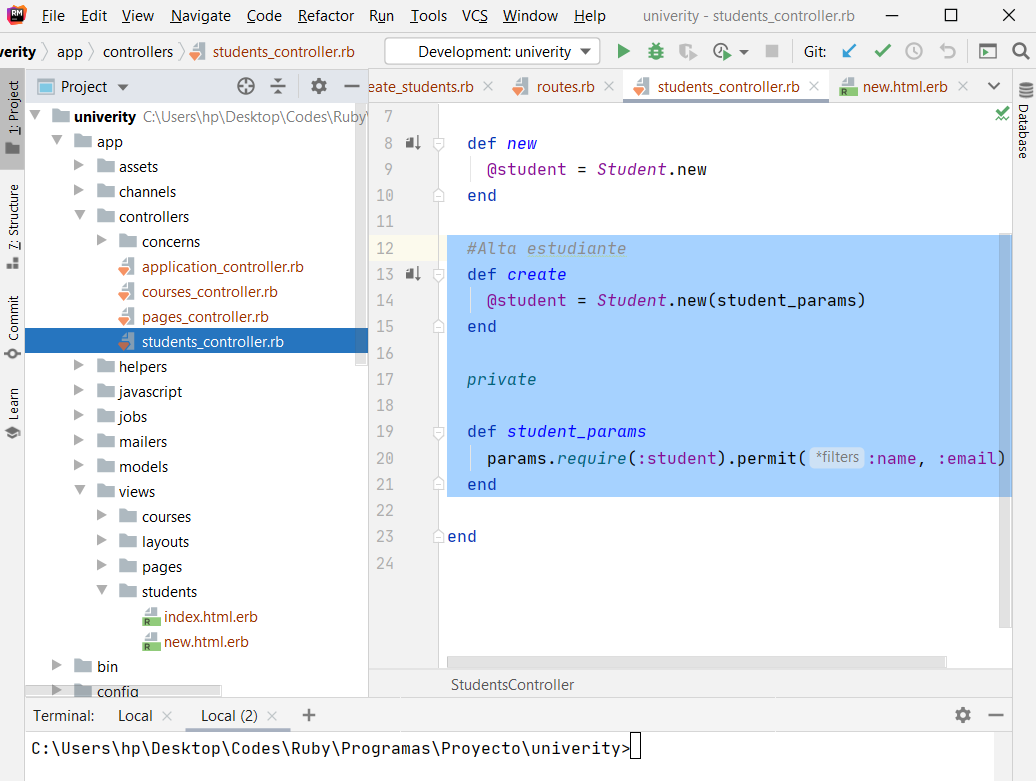 RM File Edit View Navigate Code Refactor Run Tools VCS Window Help univerity - students_controller.rb
verity app controllers students_controller.rb Development: univerity Git:
1: Project
7: Structure
Commit
Learn
Project
univerity C:\Users\hp\Desktop\Codes\Ruby\
app
assets
channels
controllers
concerns
application_controller.rb
courses_controller.rb
pages_controller.rb
students_controller.rb
helpers
javascript
jobs
mailers
models
views
courses
layouts
pages
students
index.html.erb
new.html.erb
bin
config
eate_students.rb routes.rb students_controller.rb new.html.erb
Database
7
8 def new
9 @student = Student.new
10 end
11
12 #Alta estudiante
13 def create
14 @student = Student.new(student_params)
15 end
16
17 private
18
19 def student_params
20 params.require(:student).permit( *filters :name, :email)
21 end
22
23 end
24
StudentsController
Terminal: Local Local (2)
C:\Users\hp\Desktop\Codes\Ruby\Programas\Proyecto\univerity>